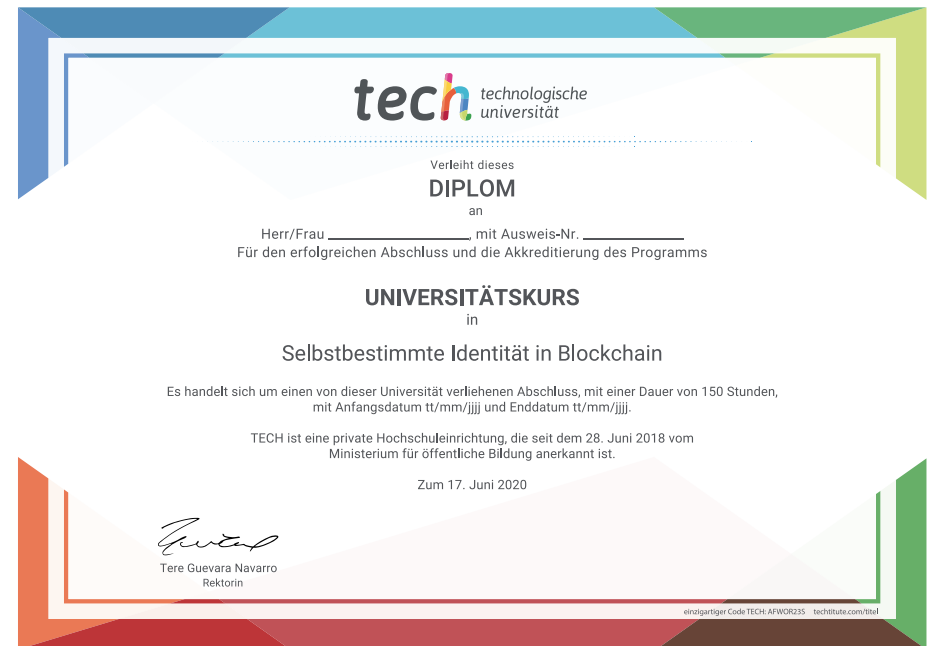 tech technologische
universität
Verleiht dieses
DIPLOM
an
Herr/Frau ____________, mit Ausweis-Nr. ____________
Für den erfolgreichen Abschluss und die Akkreditierung des Programms
UNIVERSITÄTSKURS
in
Selbstbestimmte Identität in Blockchain
Es handelt sich um einen von dieser Universität verliehenen Abschluss, mit einer Dauer von 150 Stunden,
mit Anfangsdatum tt/mm/jjjj und Enddatum tt/mm/jjjj.
TECH ist eine private Hochschuleinrichtung, die seit dem 28. Juni 2018 vom
Ministerium für öffentliche Bildung anerkannt ist.
Zum 17. Juni 2020
Tere Guevara Navarro
Rektorin
einzigartiger Code TECH: AFWOR23S techtitute.com/titel